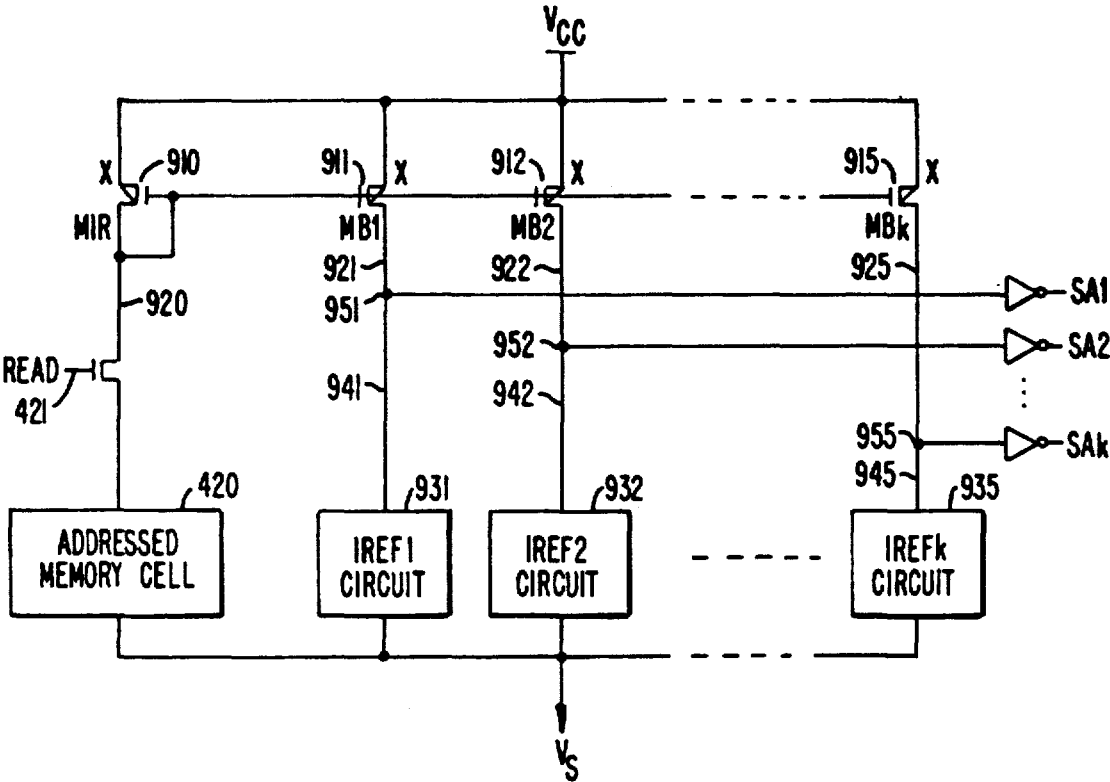 VCC
X 910 911 X 912 X 915 X
MIR MB1 MB2 MBk
920 921 922 925
951 SA1
READ 952 SA2
421 941 942
955 SAk
945
420 931 932 935
ADDRESSED
MEMORY CELL
IREF1
CIRCUIT
IREF2
CIRCUIT
IREFk
CIRCUIT
VS